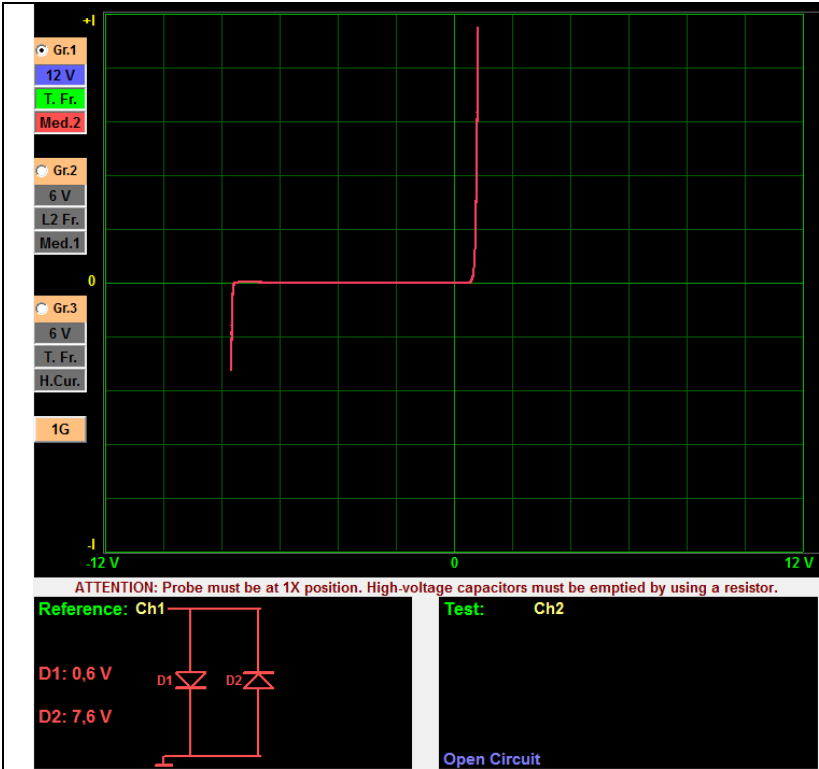 +I
Gr.1
12 V
T. Fr.
Med.2
Gr.2
6 V
L2 Fr.
Med.1
0
Gr.3
6 V
T. Fr.
H.Cur.
1G
-I
-12 V 0 12 V
ATTENTION: Probe must be at 1X position. High-voltage capacitors must be emptied by using a resistor.
Reference: Ch1
D1: 0,6 V
D1 D2
D2: 7,6 V
Test: Ch2
Open Circuit